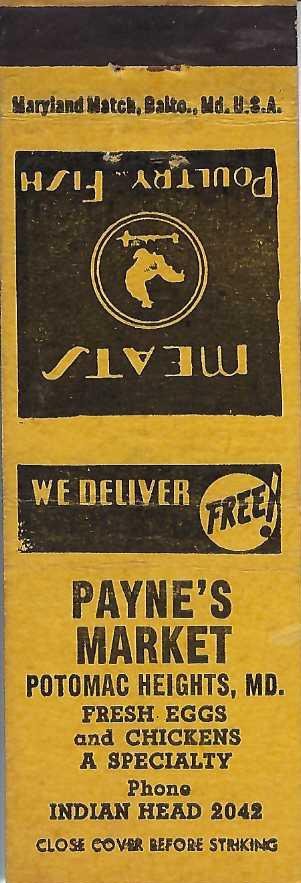 Maryland Match, Balto., Md. U.S.A.
MEATS
POULTRY .. FISH
WE DELIVER FREE!
PAYNE'S
MARKET
POTOMAC HEIGHTS, MD.
FRESH EGGS
and CHICKENS
A SPECIALTY
Phone
INDIAN HEAD 2042
CLOSE COVER BEFORE STRIKING